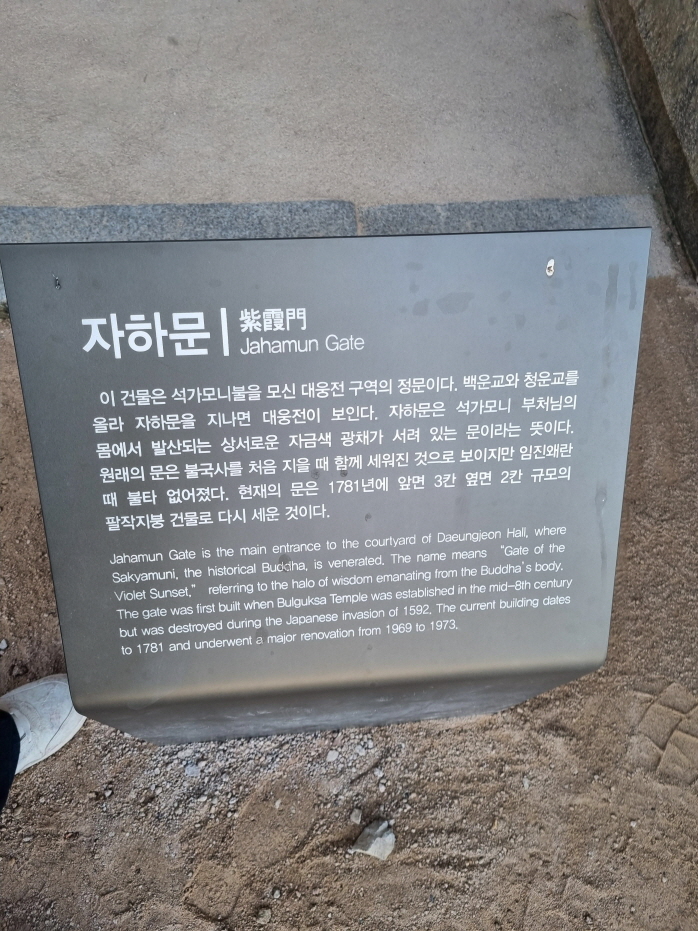 자하문 | 紫霞門
Jahamun Gate
이 건물은 석가모니불을 모신 대웅전 구역의 정문이다. 백운교와 청운교를
올라 자하문을 지나면 대웅전이 보인다. 자하문은 석가모니 부처님의
몸에서 발산되는 상서로운 자금색 광채가 서려 있는 문이라는 뜻이다.
원래의 문은 불국사를 처음 지을 때 함께 세워진 것으로 보이지만 임진왜란
때 불타 없어졌다. 현재의 문은 1781년에 앞면 3칸 옆면 2칸 규모의
팔작지붕 건물로 다시 세운 것이다.
Jahamun Gate is the main entrance to the courtyard of Daeungjeon Hall, where
Sakyamuni, the historical Buddha, is venerated. The name means “Gate of the
Violet Sunset,” referring to the halo of wisdom emanating from the Buddha's body.
The gate was first built when Bulguksa Temple was established in the mid-8th century
but was destroyed during the Japanese invasion of 1592. The current building dates
to 1781 and underwent a major renovation from 1969 to 1973.